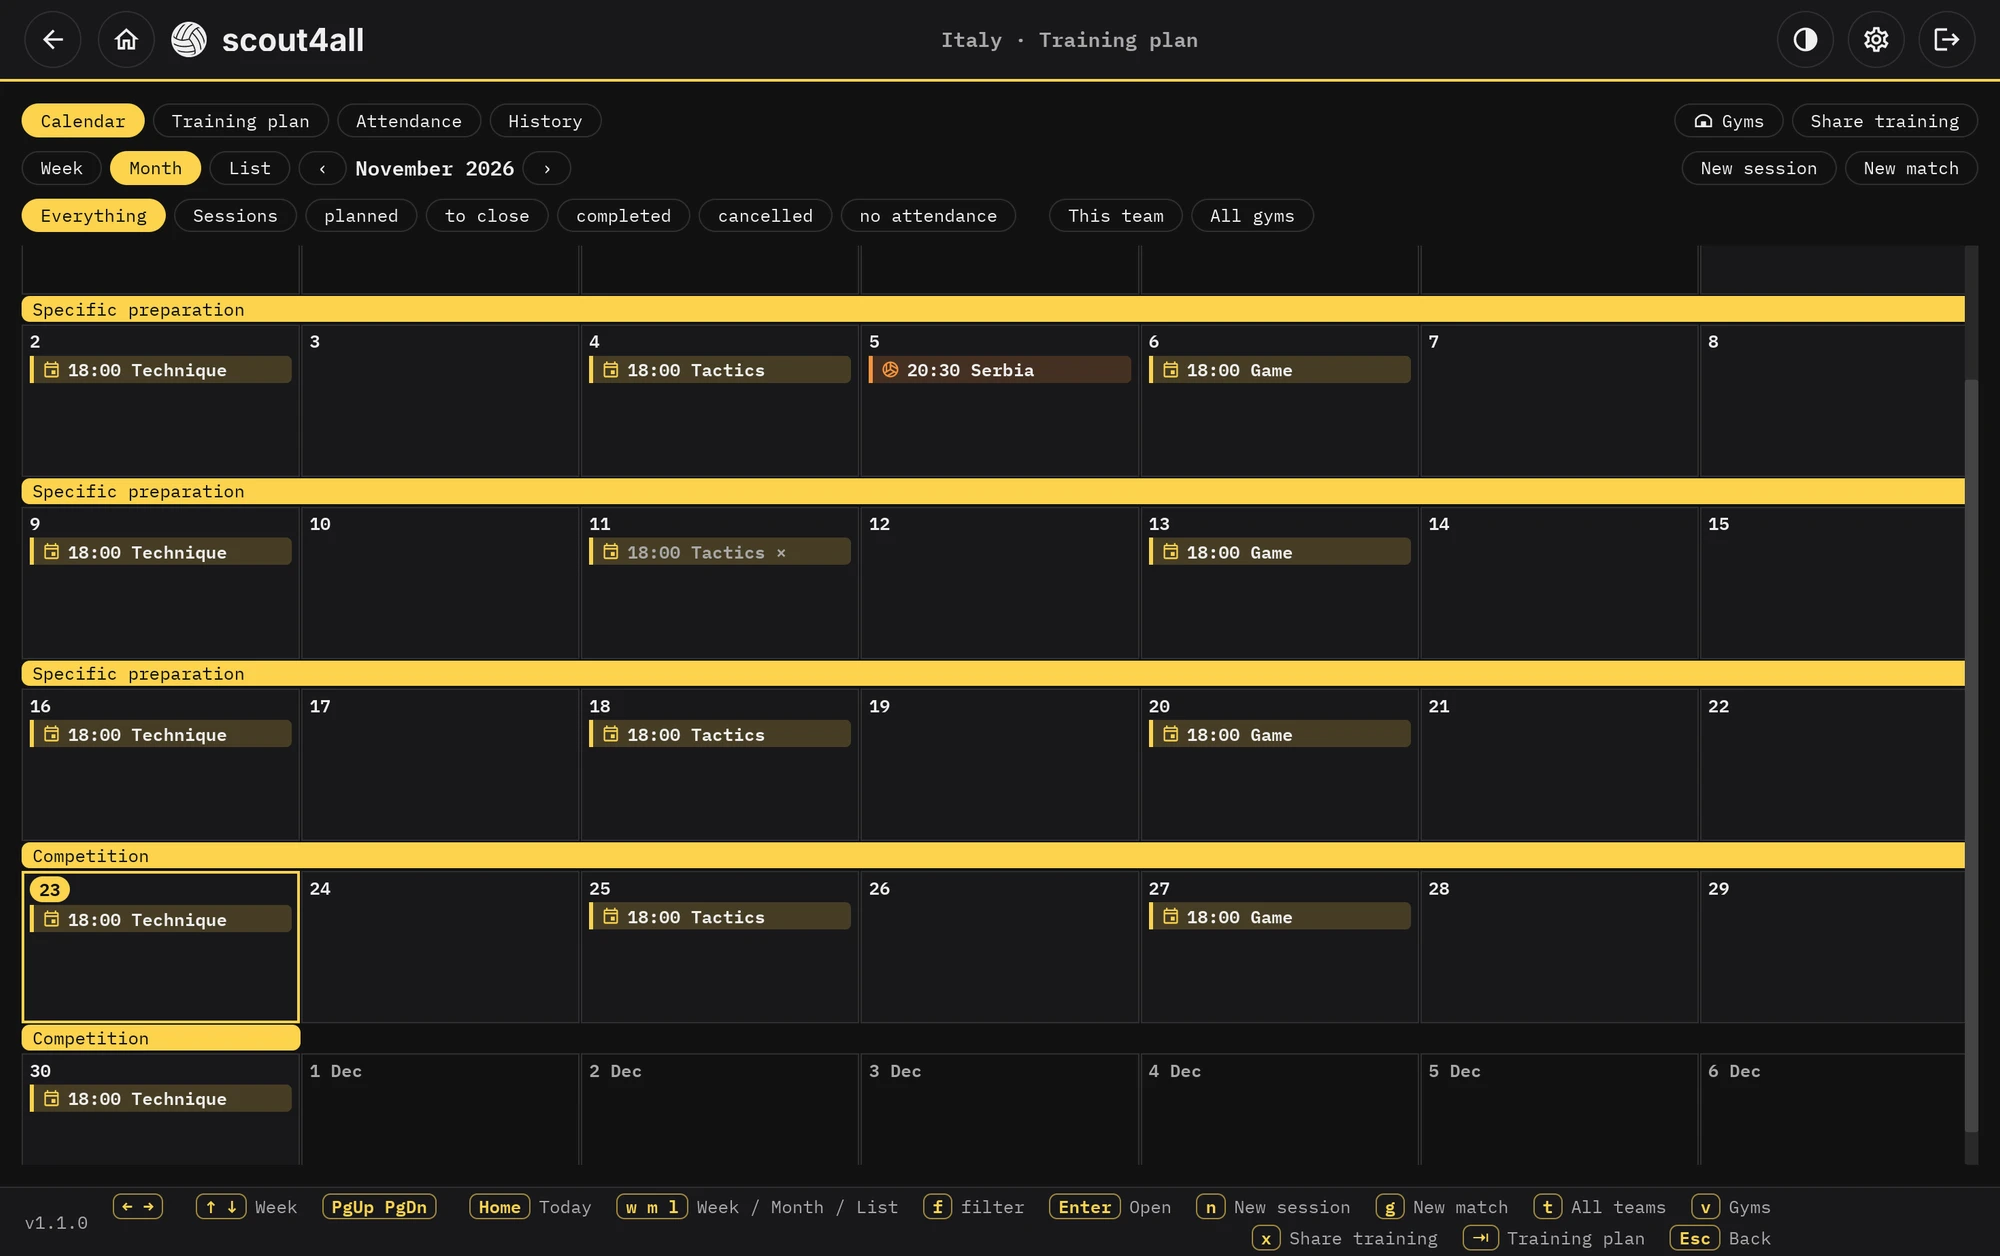 scout4all
Italy · Training plan
Calendar Training plan Attendance History Gyms Share training
Week Month List ‹ November 2026 › New session New match
Everything Sessions planned to close completed cancelled no attendance This team All gyms
Specific preparation
2 3 4 5 6 7 8
18:00 Technique 18:00 Tactics 20:30 Serbia 18:00 Game
Specific preparation
9 10 11 12 13 14 15
18:00 Technique 18:00 Tactics × 18:00 Game
Specific preparation
16 17 18 19 20 21 22
18:00 Technique 18:00 Tactics 18:00 Game
Competition
23 24 25 26 27 28 29
18:00 Technique 18:00 Tactics 18:00 Game
Competition
30 1 Dec 2 Dec 3 Dec 4 Dec 5 Dec 6 Dec
18:00 Technique
← → ↑ ↓ Week PgUp PgDn Home Today w m l Week / Month / List f filter Enter Open n New session g New match t All teams v Gyms
v1.1.0 x Share training ⇥ Training plan Esc Back